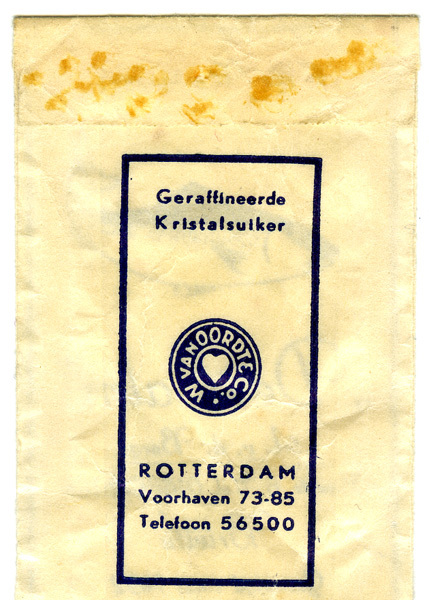 Geraffineerde
Kristalsuiker
W. VAN OORDT & Co.
ROTTERDAM
Voorhaven 73-85
Telefoon 56500